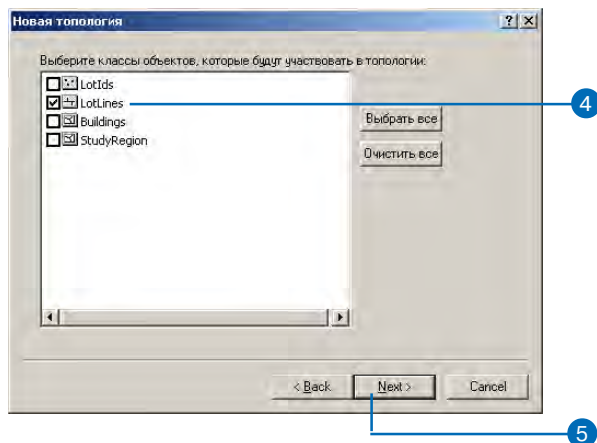 Новая топология
? ×
Выберите классы объектов, которые будут участвовать в топологии:
LotIds
LotLines
4
Buildings
StudyRegion
Выбрать все
Очистить все
< Back
Next >
Cancel
5